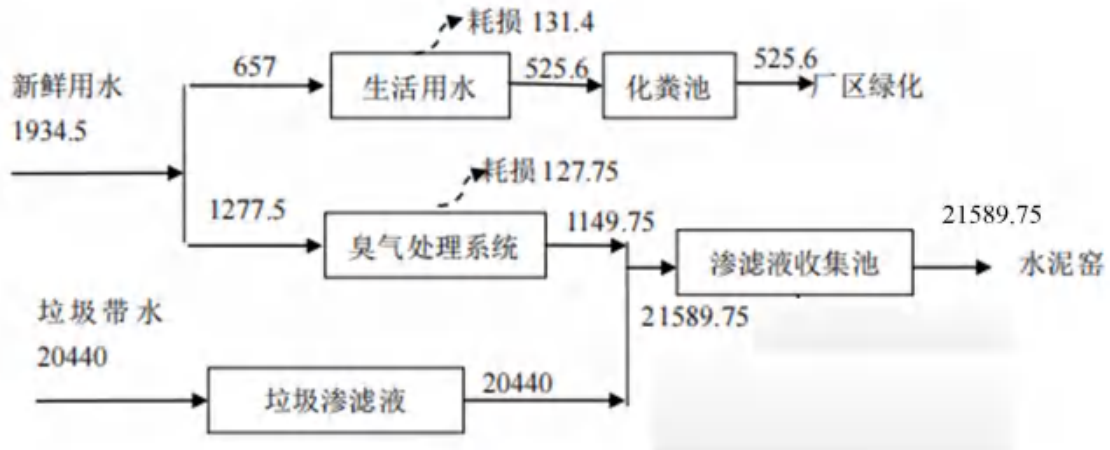 耗损 131.4
657
525.6
525.6
新鲜用水
生活用水
化粪池
厂区绿化
1934.5
耗损 127.75
1277.5
1149.75
21589.75
臭气处理系统
渗滤液收集池
水泥窑
垃圾带水
21589.75
20440
20440
垃圾渗滤液